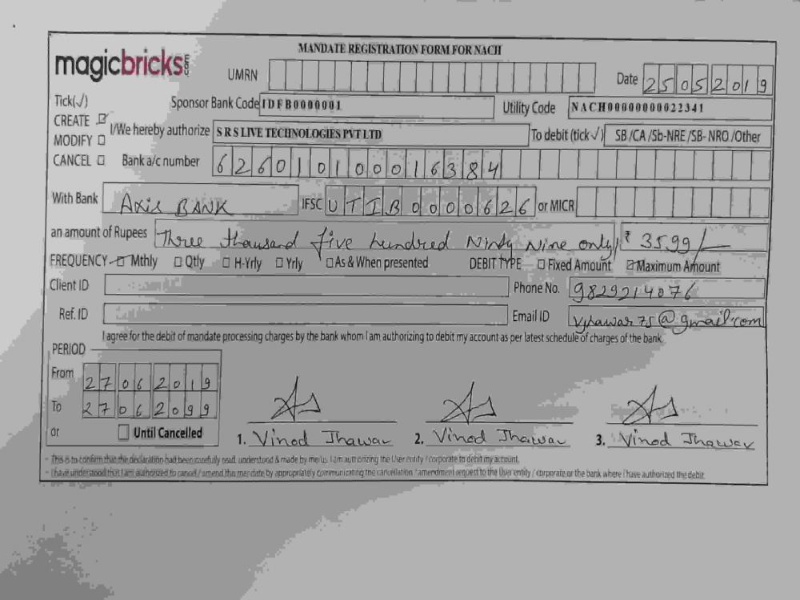 MANDATE REGISTRATION FORM FOR NACH
magicbricks.com
UMRN
Date 25052019
Tick(√)
Sponsor Bank Code IDFB0000001 Utility Code NACH00000000022341
CREATE ☑
MODIFY ☐
CANCEL ☐
I/We hereby authorize S R S LIVE TECHNOLOGIES PVT LTD To debit (tick √) SB /CA /Sb-NRE /SB- NRO /Other
Bank a/c number 626010100016384
With Bank Axis BANK IFSC UTIB0000626 or MICR
an amount of Rupees Three thousand five hundred Ninty Nine only ₹ 3599/-
FREQUENCY ☐ Mthly ☐ Qtly ☐ H-Yrly ☐ Yrly ☐ As & When presented DEBIT TYPE ☐ Fixed Amount ☑ Maximum Amount
Client ID Phone No. 9829214076
Ref. ID Email ID vjhawar75@gmail.com
I agree for the debit of mandate processing charges by the bank whom I am authorizing to debit my account as per latest schedule of charges of the bank.
PERIOD
From 27062019
To 27062099
or ☐ Until Cancelled
1. Vinod Jhawar 2. Vinod Jhawar 3. Vinod Jhawar
- This is to confirm that the declaration had been carefully read, understood & made by me/us. I am authorizing the User entity / corporate to debit my account.
- I have understood that I am authorised to cancel / amend this mandate by appropriately communicating the cancellation / amendment request to the User entity / corporate or the bank where I have authorized the debit.